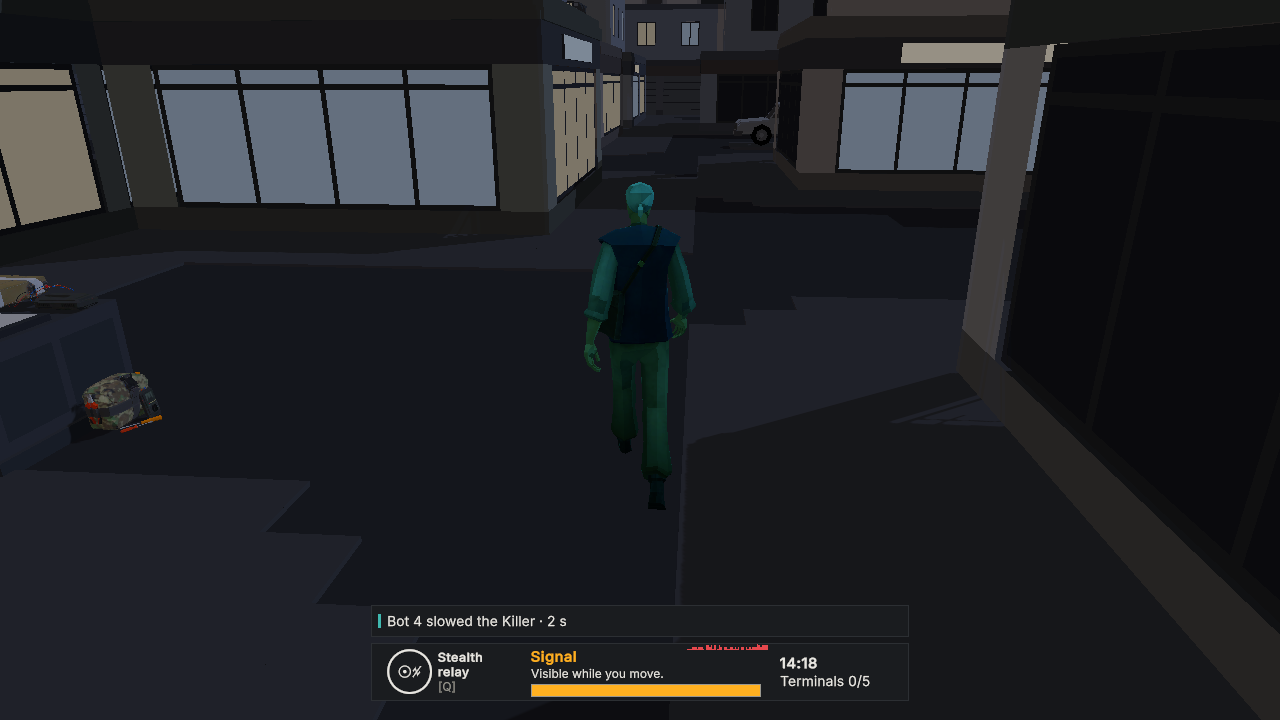 Bot 4 slowed the Killer · 2 s
Stealth relay
[Q]
Signal
Visible while you move.
14:18
Terminals 0/5